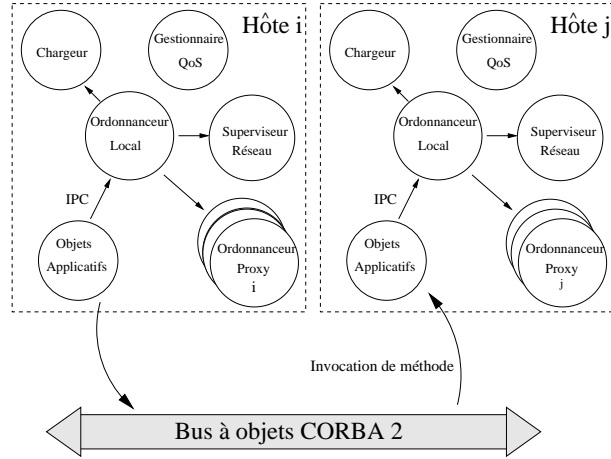 Hôte i
Chargeur
Gestionnaire
QoS
Ordonnanceur
Local
Superviseur
Réseau
IPC
Objets
Applicatifs
Ordonnanceur
Proxy
i
Hôte j
Chargeur
Gestionnaire
QoS
Ordonnanceur
Local
Superviseur
Réseau
IPC
Objets
Applicatifs
Ordonnanceur
Proxy
j
Invocation de méthode
Bus à objets CORBA 2